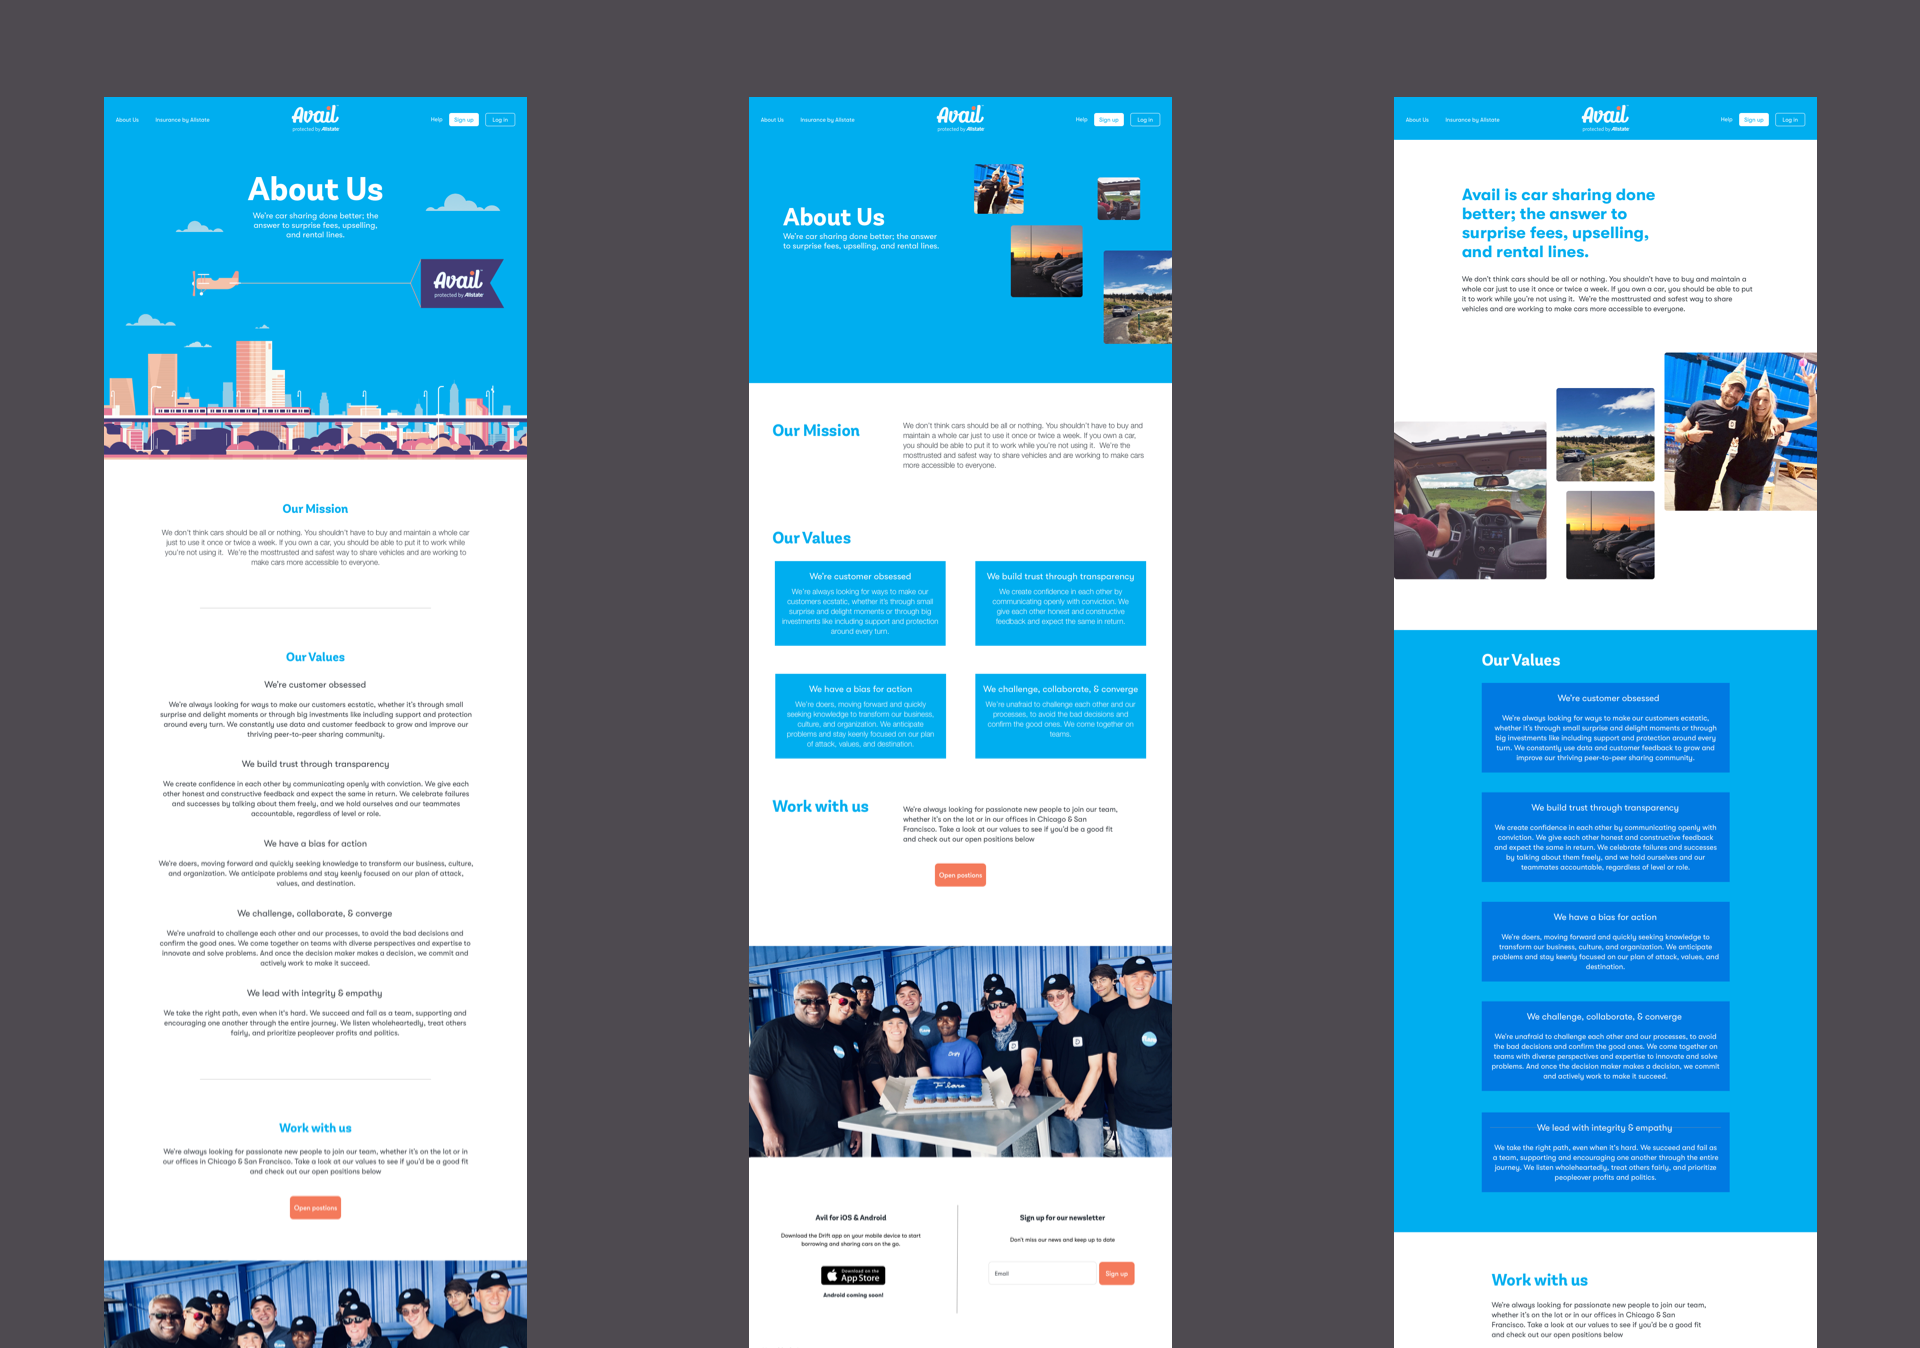 About Us
Insurance by Allstate
Avail
protected by Allstate
Help
Sign up
Log in
About Us
We're car sharing done better; the
answer to surprise fees, upselling,
and rental lines.
Avail
protected by Allstate
Our Mission
We don't think cars should be all or nothing. You shouldn't have to buy and maintain a whole car
just to use it once or twice a week. If you own a car, you should be able to put it to work while
you're not using it.  We're the mosttrusted and safest way to share vehicles and are working to
make cars more accessible to everyone.
Our Values
We're customer obsessed
We're always looking for ways to make our customers ecstatic, whether it's through small
surprise and delight moments or through big investments like including support and protection
around every turn. We constantly use data and customer feedback to grow and improve our
thriving peer-to-peer sharing community.
We build trust through transparency
We create confidence in each other by communicating openly with conviction. We give each
other honest and constructive feedback and expect the same in return. We celebrate failures
and successes by talking about them freely, and we hold ourselves and our teammates
accountable, regardless of level or role.
We have a bias for action
We're doers, moving forward and quickly seeking knowledge to transform our business, culture,
and organization. We anticipate problems and stay keenly focused on our plan of attack,
values, and destination.
We challenge, collaborate, & converge
We're unafraid to challenge each other and our processes, to avoid the bad decisions and
confirm the good ones. We come together on teams with diverse perspectives and expertise to
innovate and solve problems. And once the decision maker makes a decision, we commit and
actively work to make it succeed.
We lead with integrity & empathy
We take the right path, even when it's hard. We succeed and fail as a team, supporting and
encouraging one another through the entire journey. We listen wholeheartedly, treat others
fairly, and prioritize peopleover profits and politics.
Work with us
We're always looking for passionate new people to join our team, whether it's on the lot or in
our offices in Chicago & San Francisco. Take a look at our values to see if you'd be a good fit
and check out our open positions below
Open postions
About Us
Insurance by Allstate
Avail
protected by Allstate
Help
Sign up
Log in
About Us
We're car sharing done better; the answer
to surprise fees, upselling, and rental lines.
Our Mission
We don't think cars should be all or nothing. You shouldn't have to buy and
maintain a whole car just to use it once or twice a week. If you own a car,
you should be able to put it to work while you're not using it.  We're the
mosttrusted and safest way to share vehicles and are working to make cars
more accessible to everyone.
Our Values
We're customer obsessed
We're always looking for ways to make our
customers ecstatic, whether it's through small
surprise and delight moments or through big
investments like including support and protection
around every turn.
We build trust through transparency
We create confidence in each other by
communicating openly with conviction. We
give each other honest and constructive
feedback and expect the same in return.
We have a bias for action
We're doers, moving forward and quickly
seeking knowledge to transform our business,
culture, and organization. We anticipate
problems and stay keenly focused on our plan
of attack, values, and destination.
We challenge, collaborate, & converge
We're unafraid to challenge each other and our
processes, to avoid the bad decisions and
confirm the good ones. We come together on
teams.
Work with us
We're always looking for passionate new people to join our team,
whether it's on the lot or in our offices in Chicago & San
Francisco. Take a look at our values to see if you'd be a good fit
and check out our open positions below
Open postions
Drift
Avil for iOS & Android
Download the Drift app on your mobile device to start
borrowing and sharing cars on the go.
Download on the
App Store
Android coming soon!
Sign up for our newsletter
Don't miss our news and keep up to date
Email
Sign up
About Us
Insurance by Allstate
Avail
protected by Allstate
Help
Sign up
Log in
Avail is car sharing done
better; the answer to
surprise fees, upselling,
and rental lines.
We don't think cars should be all or nothing. You shouldn't have to buy and maintain a
whole car just to use it once or twice a week. If you own a car, you should be able to put
it to work while you're not using it.  We're the mosttrusted and safest way to share
vehicles and are working to make cars more accessible to everyone.
Our Values
We're customer obsessed
We're always looking for ways to make our customers ecstatic,
whether it's through small surprise and delight moments or through
big investments like including support and protection around every
turn. We constantly use data and customer feedback to grow and
improve our thriving peer-to-peer sharing community.
We build trust through transparency
We create confidence in each other by communicating openly with
conviction. We give each other honest and constructive feedback
and expect the same in return. We celebrate failures and successes
by talking about them freely, and we hold ourselves and our
teammates accountable, regardless of level or role.
We have a bias for action
We're doers, moving forward and quickly seeking knowledge to
transform our business, culture, and organization. We anticipate
problems and stay keenly focused on our plan of attack, values, and
destination.
We challenge, collaborate, & converge
We're unafraid to challenge each other and our processes, to avoid
the bad decisions and confirm the good ones. We come together on
teams with diverse perspectives and expertise to innovate and solve
problems. And once the decision maker makes a decision, we commit
and actively work to make it succeed.
We lead with integrity & empathy
We take the right path, even when it's hard. We succeed and fail as
a team, supporting and encouraging one another through the entire
journey. We listen wholeheartedly, treat others fairly, and prioritize
peopleover profits and politics.
Work with us
We're always looking for passionate new people to join our team,
whether it's on the lot or in our offices in Chicago & San
Francisco. Take a look at our values to see if you'd be a good fit
and check out our open positions below